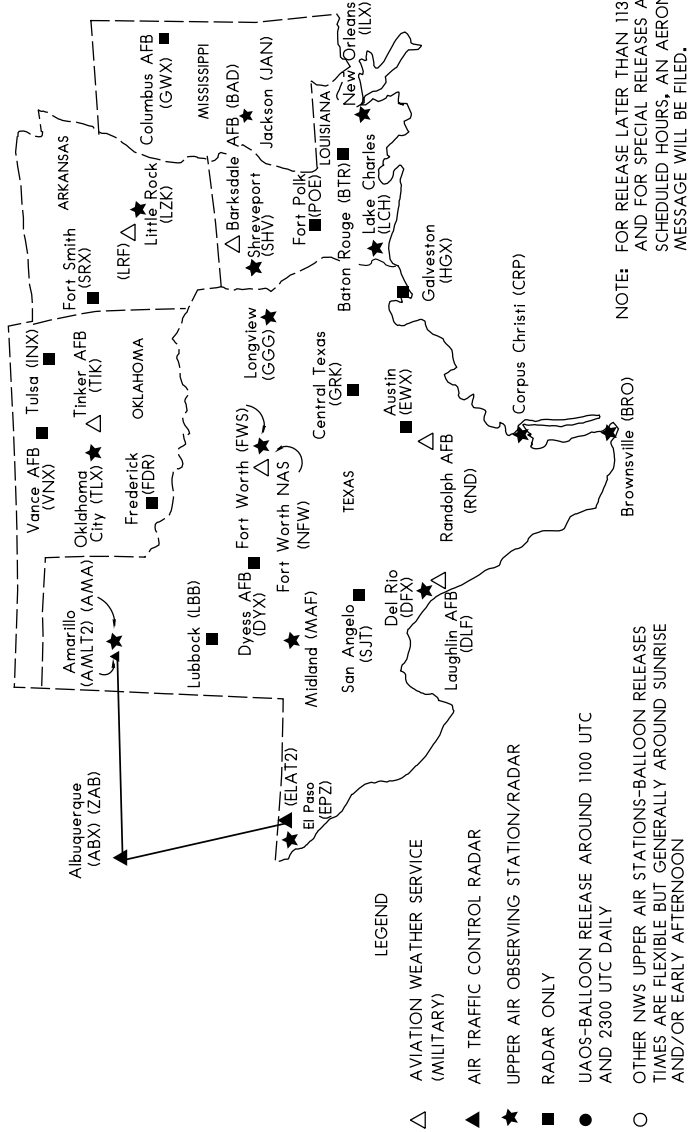 Albuquerque
(ABX) (ZAB)
Amarillo
(AMLT2) (AMA)
Vance AFB
(VNX)
Tulsa (INX)
Oklahoma
City (TLX)
Tinker AFB
(TIK)
OKLAHOMA
Frederick
(FDR)
Fort Smith
(SRX)
ARKANSAS
(LRF)
Little Rock
(LZK)
Columbus AFB
(GWX)
MISSISSIPPI
Jackson (JAN)
Barksdale AFB (BAD)
Shreveport
(SHV)
Fort Polk
(POE)
LOUISIANA
New Orleans
(ILX)
Baton Rouge (BTR)
Lake Charles
(LCH)
Lubbock (LBB)
Dyess AFB
(DYX)
Fort Worth (FWS)
Fort Worth NAS
(NFW)
Longview
(GGG)
(ELAT2)
El Paso
(EPZ)
Midland (MAF)
San Angelo
(SJT)
TEXAS
Central Texas
(GRK)
Del Rio
(DFX)
Laughlin AFB
(DLF)
Austin
(EWX)
Randolph AFB
(RND)
Galveston
(HGX)
Corpus Christi (CRP)
Brownsville (BRO)
LEGEND
AVIATION WEATHER SERVICE
(MILITARY)
AIR TRAFFIC CONTROL RADAR
UPPER AIR OBSERVING STATION/RADAR
RADAR ONLY
UAOS-BALLOON RELEASE AROUND 1100 UTC
AND 2300 UTC DAILY
OTHER NWS UPPER AIR STATIONS-BALLOON RELEASES
TIMES ARE FLEXIBLE BUT GENERALLY AROUND SUNRISE
AND/OR EARLY AFTERNOON
NOTE: FOR RELEASE LATER THAN 113
AND FOR SPECIAL RELEASES A
SCHEDULED HOURS, AN AERON
MESSAGE WILL BE FILED.